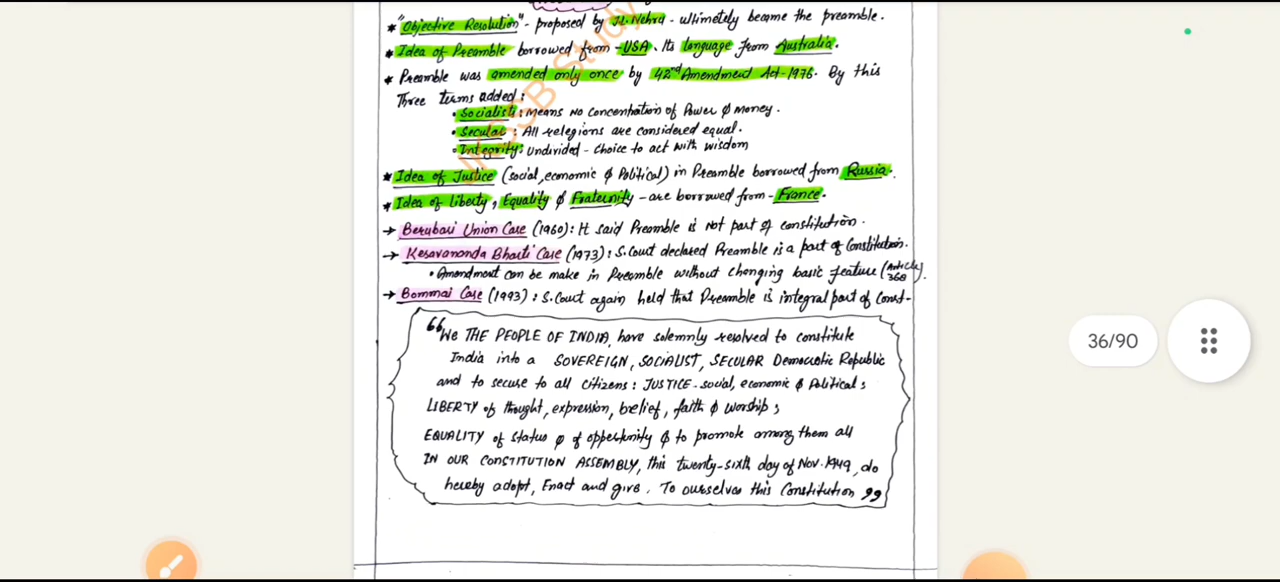 * "Objective Resolution" - proposed by JL Nehru - ultimetely became the preamble.
* Idea of Preamble borrowed from - USA. Its language from Australia.
* Preamble was amended only once by 42nd Amendment Act-1976. By this
Three terms added:
• Socialist: means No concentration of Power & money.
• Secular: All relegions are considered equal.
• Integrity: Undivided - choice to act with wisdom
* Idea of Justice (social, economic & Political) in Preamble borrowed from Russia.
* Idea of liberty, Equality & Fraternity - are borrowed from - France.
→ Berubari Union Case (1960): It said Preamble is Not part of constitution.
→ Kesavananda Bharti Case (1973): S.Court declared Preamble is a part of Constitution.
• Amendment can be make in Preamble without changing basic feature (Article 368).
→ Bommai Case (1993): S.Court again held that Preamble is integral part of Const-
"We THE PEOPLE OF INDIA, have solemnly resolved to constitute
India into a SOVEREIGN, SOCIALIST, SECULAR Democratic Republic
and to secure to all citizens: JUSTICE - social, economic & Political;
LIBERTY of thought, expression, belief, faith & worship;
EQUALITY of status & of oppertunity & to promote among them all
IN OUR CONSTITUTION ASSEMBLY, this twenty-sixth day of Nov. 1949, do
hereby adopt, Enact and give. To ourselves this Constitution"
36/90